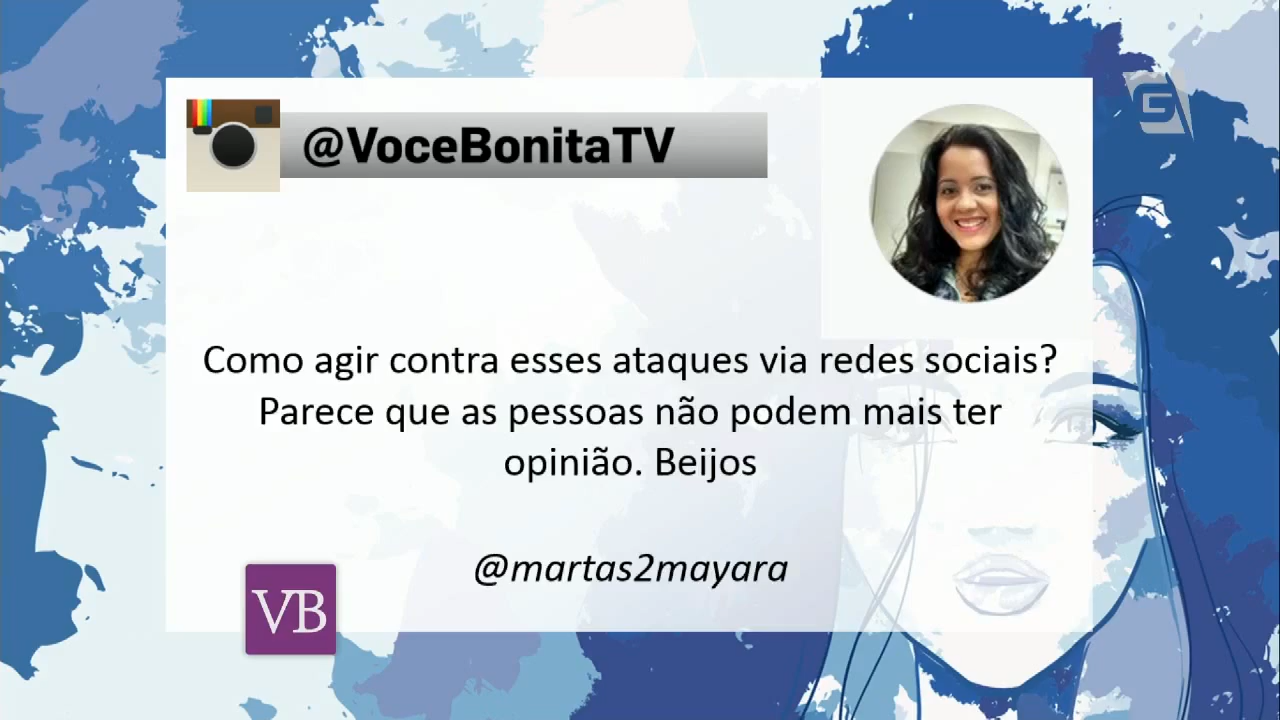 @VoceBonitaTV
Como agir contra esses ataques via redes sociais?
Parece que as pessoas não podem mais ter
opinião. Beijos
@martas2mayara
VB